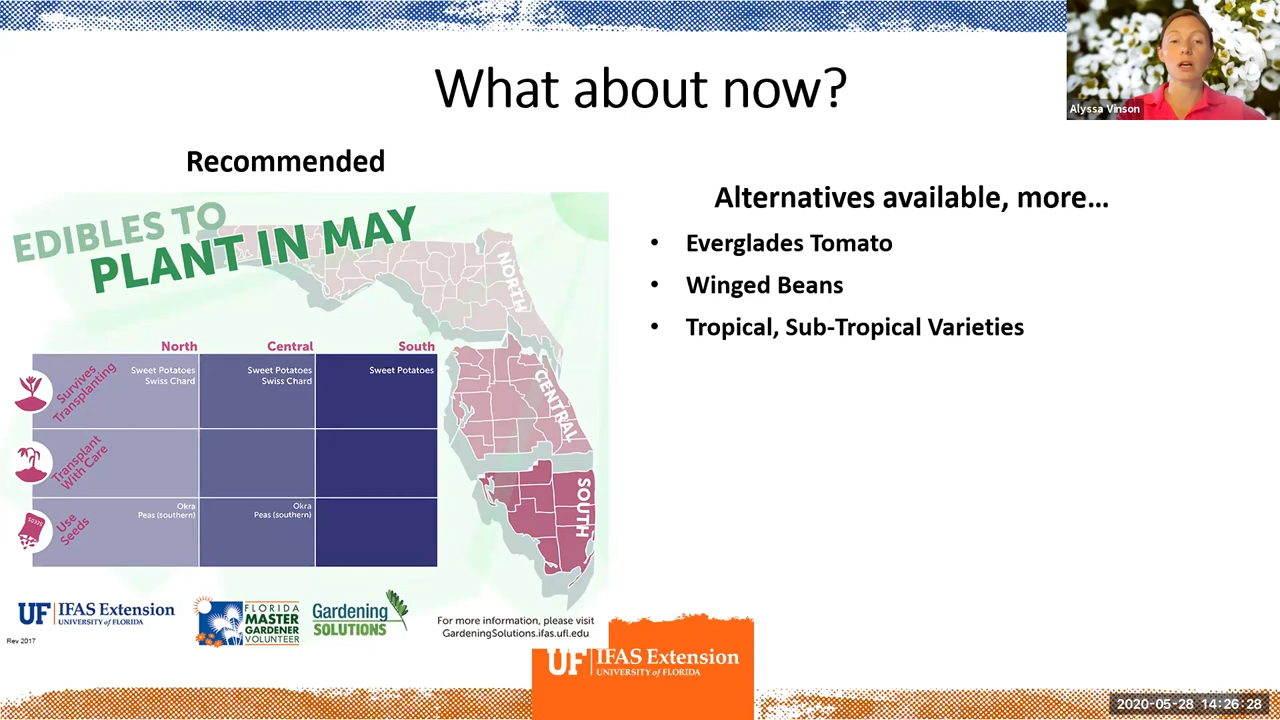 What about now?
Alyssa Vinson
Recommended
EDIBLES TO
PLANT IN MAY
NORTH
CENTRAL
SOUTH
North Central South
Survives
Transplanting
Sweet Potatoes
Swiss Chard
Sweet Potatoes
Swiss Chard
Sweet Potatoes
Transplant
With Care
Use
Seeds
Okra
Peas (southern)
Okra
Peas (southern)
SEEDS
UF IFAS Extension
UNIVERSITY of FLORIDA
FLORIDA
MASTER
GARDENER
VOLUNTEER
Gardening
SOLUTIONS
For more information, please visit
GardeningSolutions.ifas.ufl.edu
Rev 2017
Alternatives available, more...
• Everglades Tomato
• Winged Beans
• Tropical, Sub-Tropical Varieties
UF IFAS Extension
UNIVERSITY of FLORIDA
2020-05-28 14:26:28